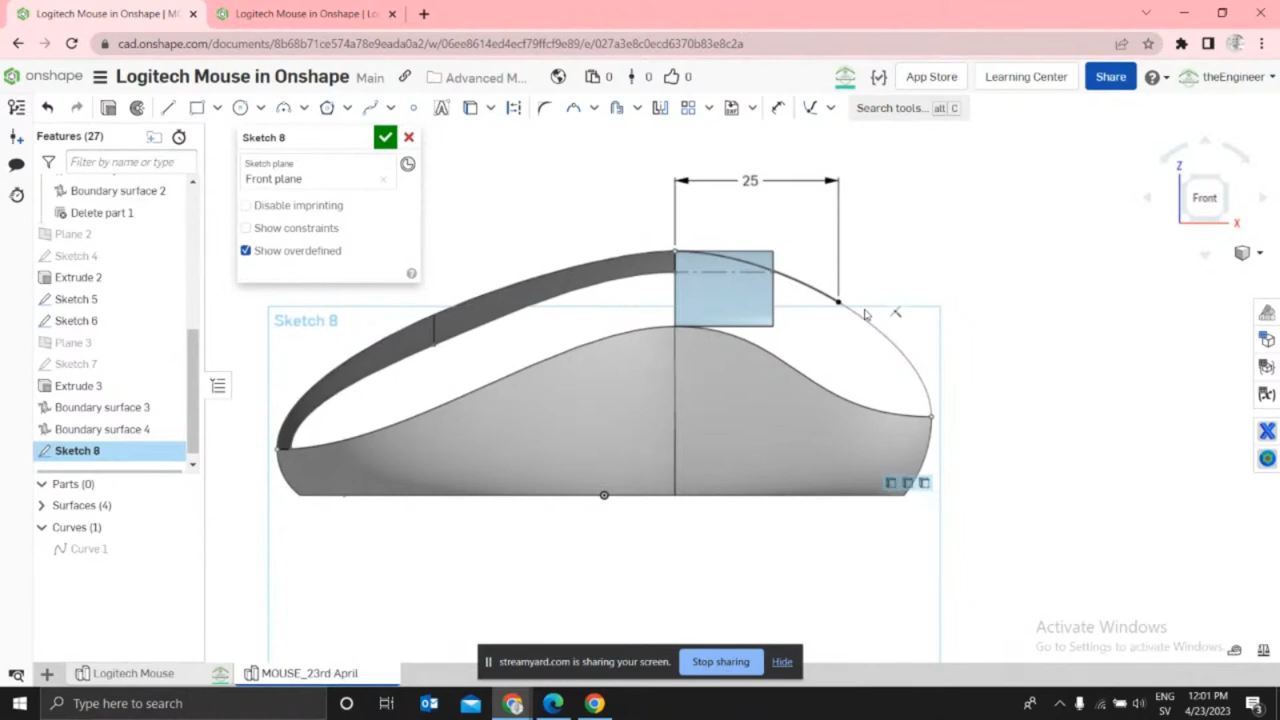 Logitech Mouse in Onshape | MO
Logitech Mouse in Onshape | Lo
cad.onshape.com/documents/8b68b71ce574a78e9eada0a2/w/06ee8614ed4ecf79ffcf9e89/e/027a3e8c0ecd6370b83e8c2a
onshape
Logitech Mouse in Onshape
Main
Advanced M...
0
0
0
App Store
Learning Center
Share
theEngineer
Search tools... alt C
Features (27)
Filter by name or type
Boundary surface 2
Delete part 1
Plane 2
Sketch 4
Extrude 2
Sketch 5
Sketch 6
Plane 3
Sketch 7
Extrude 3
Boundary surface 3
Boundary surface 4
Sketch 8
Parts (0)
Surfaces (4)
Curves (1)
Curve 1
Sketch 8
Sketch plane
Front plane
Disable imprinting
Show constraints
Show overdefined
25
Sketch 8
Z
Front
X
Activate Windows
Go to Settings to activate Windows.
streamyard.com is sharing your screen.
Stop sharing
Hide
Logitech Mouse
MOUSE_23rd April
Type here to search
ENG
SV
12:01 PM
4/23/2023
3